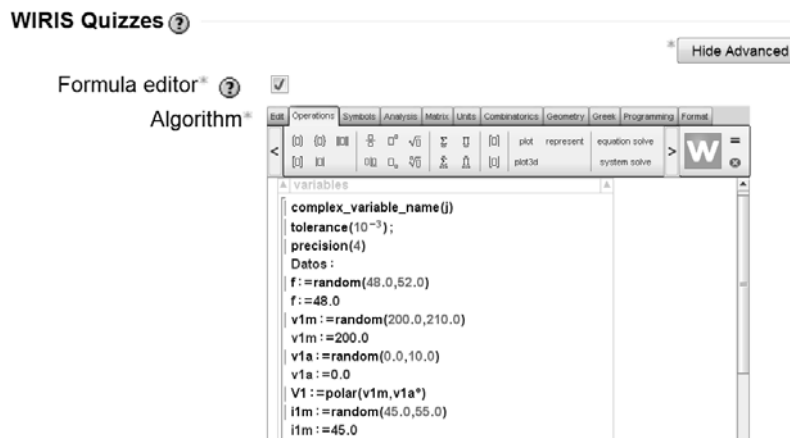 WIRIS Quizzes
Hide Advanced
Formula editor*
Algorithm*
Edit Operations Symbols Analysis Matrix Units Combinatorics Geometry Greek Programming Format
plot represent equation solve
plot3d system solve
W
variables
complex_variable_name(j)
tolerance(10⁻³);
precision(4)
Datos:
f:=random(48.0,52.0)
f:=48.0
v1m:=random(200.0,210.0)
v1m:=200.0
v1a:=random(0.0,10.0)
v1a:=0.0
V1:=polar(v1m,v1a°)
i1m:=random(45.0,55.0)
i1m:=45.0